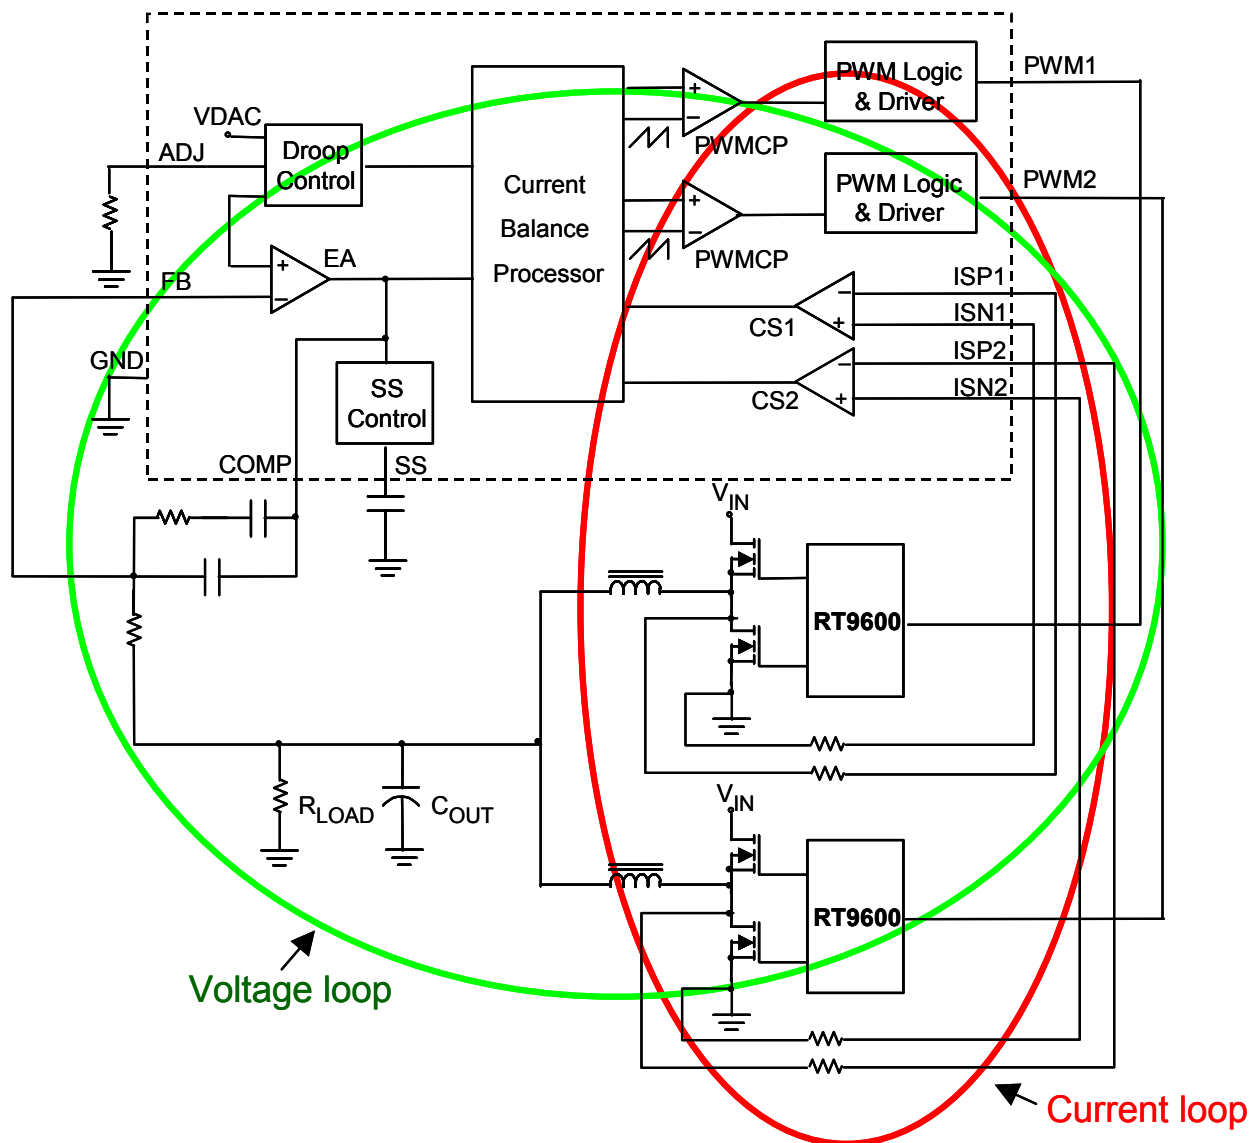 PWM Logic
& Driver
PWM1
VDAC
ADJ
Droop
Control
PWMCP
Current
Balance
Processor
PWM Logic
& Driver
PWM2
PWMCP
EA
FB
ISP1
ISN1
CS1
GND
ISP2
ISN2
CS2
SS
Control
COMP
SS
VIN
RT9600
RLOAD
COUT
VIN
RT9600
Voltage loop
Current loop